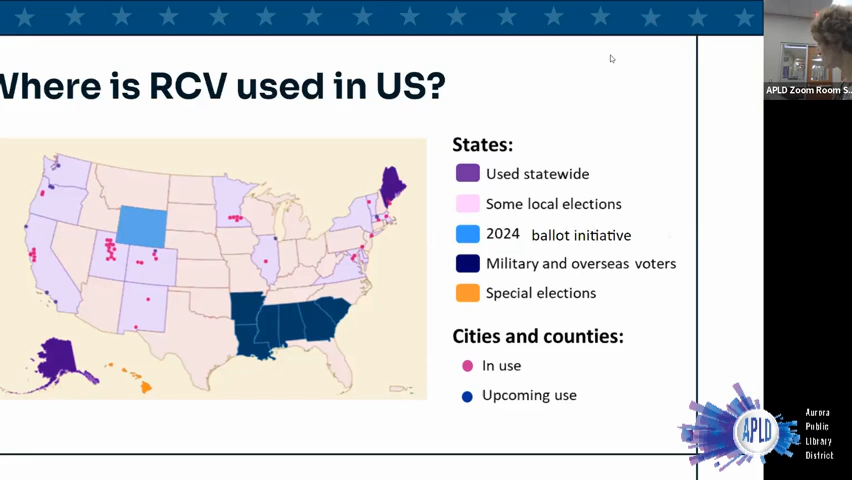 Where is RCV used in US?
APLD Zoom Room S...
States:
Used statewide
Some local elections
2024 ballot initiative
Military and overseas voters
Special elections
Cities and counties:
In use
Upcoming use
APLD
Aurora
Public
Library
District